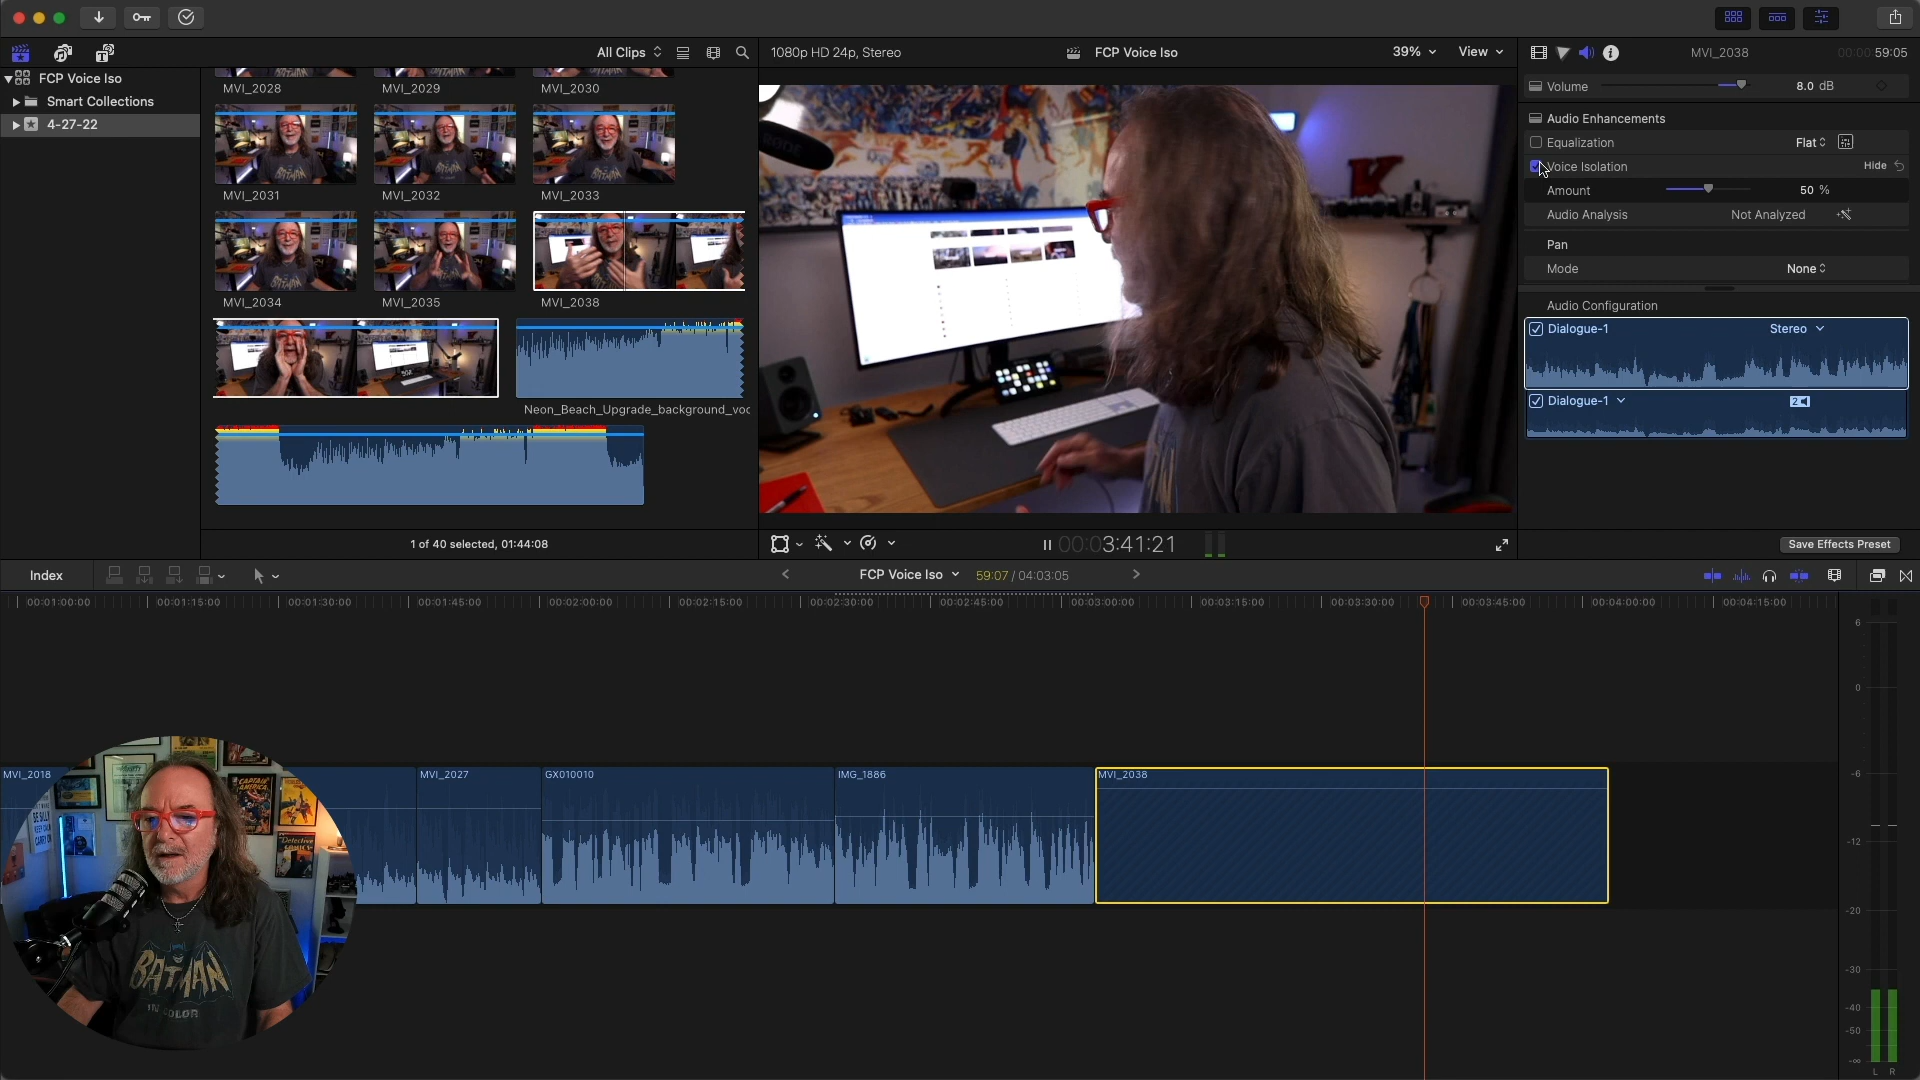 All Clips
1080p HD 24p, Stereo
FCP Voice Iso
39%
View
MVI_2038
00:00:59:05
FCP Voice Iso
Smart Collections
4-27-22
MVI_2028
MVI_2029
MVI_2030
MVI_2031
MVI_2032
MVI_2033
MVI_2034
MVI_2035
MVI_2038
Neon_Beach_Upgrade_background_voc
1 of 40 selected, 01:44:08
RODE
K
00:03:41:21
Volume
8.0 dB
Audio Enhancements
Equalization
Flat
Voice Isolation
Hide
Amount
50 %
Audio Analysis
Not Analyzed
Pan
Mode
None
Audio Configuration
Dialogue-1
Stereo
Dialogue-1
2
Save Effects Preset
Index
FCP Voice Iso
59:07 / 04:03:05
00:01:00:00
00:01:15:00
00:01:30:00
00:01:45:00
00:02:00:00
00:02:15:00
00:02:30:00
00:02:45:00
00:03:00:00
00:03:15:00
00:03:30:00
00:03:45:00
00:04:00:00
00:04:15:00
MVI_2018
MVI_2027
GX010010
IMG_1886
MVI_2038
6
0
-6
-12
-20
-30
-40
-50
-∞
L R
CAPTAIN AMERICA
Detective COMICS
BATMAN
IN COLOR